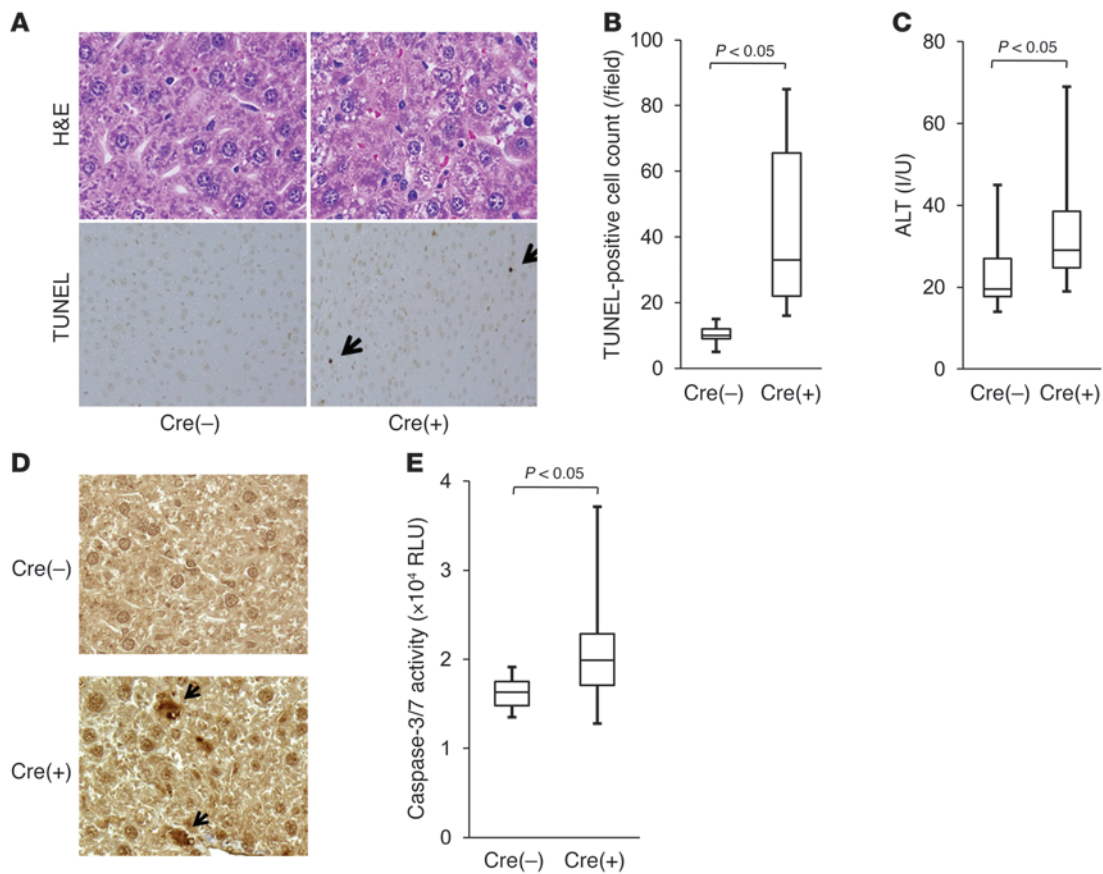 A
H&E
TUNEL
Cre(–)
Cre(+)
B
TUNEL-positive cell count (/field)
100
80
60
40
20
0
P < 0.05
Cre(–)
Cre(+)
C
ALT (I/U)
80
60
40
20
0
P < 0.05
Cre(–)
Cre(+)
D
Cre(–)
Cre(+)
E
Caspase-3/7 activity (×10⁴ RLU)
4
3
2
1
0
P < 0.05
Cre(–)
Cre(+)